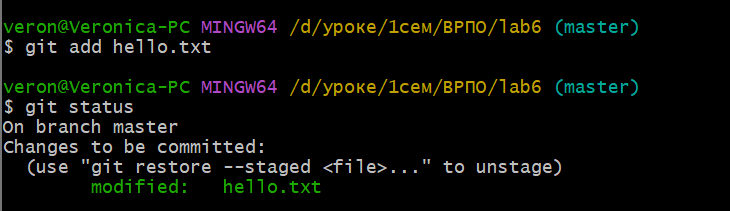 veron@Veronica-PC MINGW64 /d/уроке/1сем/ВРПО/lab6 (master)
$ git add hello.txt
veron@Veronica-PC MINGW64 /d/уроке/1сем/ВРПО/lab6 (master)
$ git status
On branch master
Changes to be committed:
  (use "git restore --staged <file>..." to unstage)
        modified:   hello.txt